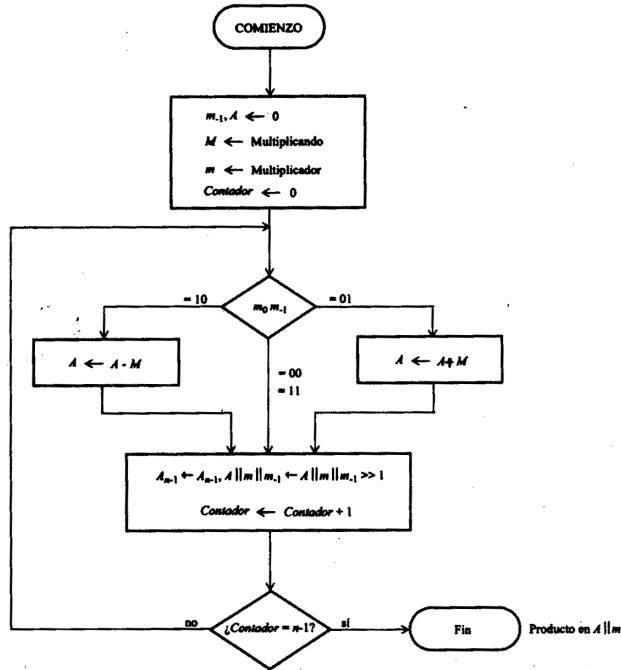 COMIENZO
m-1, A ← 0
M ← Multiplicando
m ← Multiplicador
Contador ← 0
= 10
m0 m-1
= 01
A ← A - M
= 00
= 11
A ← A + M
An-1 ← An-1, A || m || m-1 ← A || m || m-1 >> 1
Contador ← Contador + 1
no
¿Contador = n-1?
sí
Fin
Producto en A || m